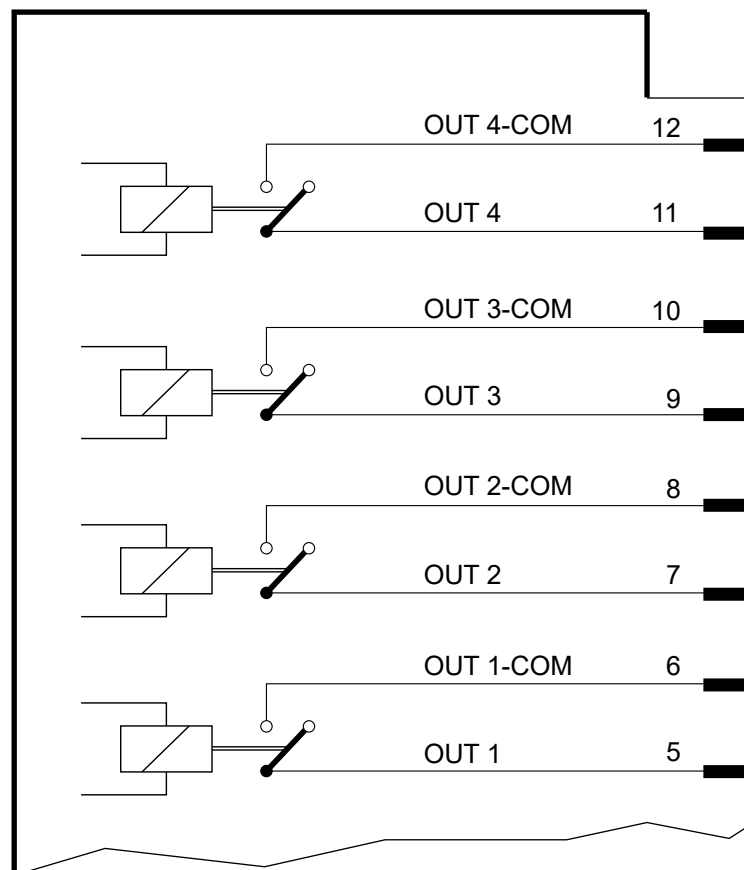 OUT 4-COM 12
OUT 4 11
OUT 3-COM 10
OUT 3 9
OUT 2-COM 8
OUT 2 7
OUT 1-COM 6
OUT 1 5